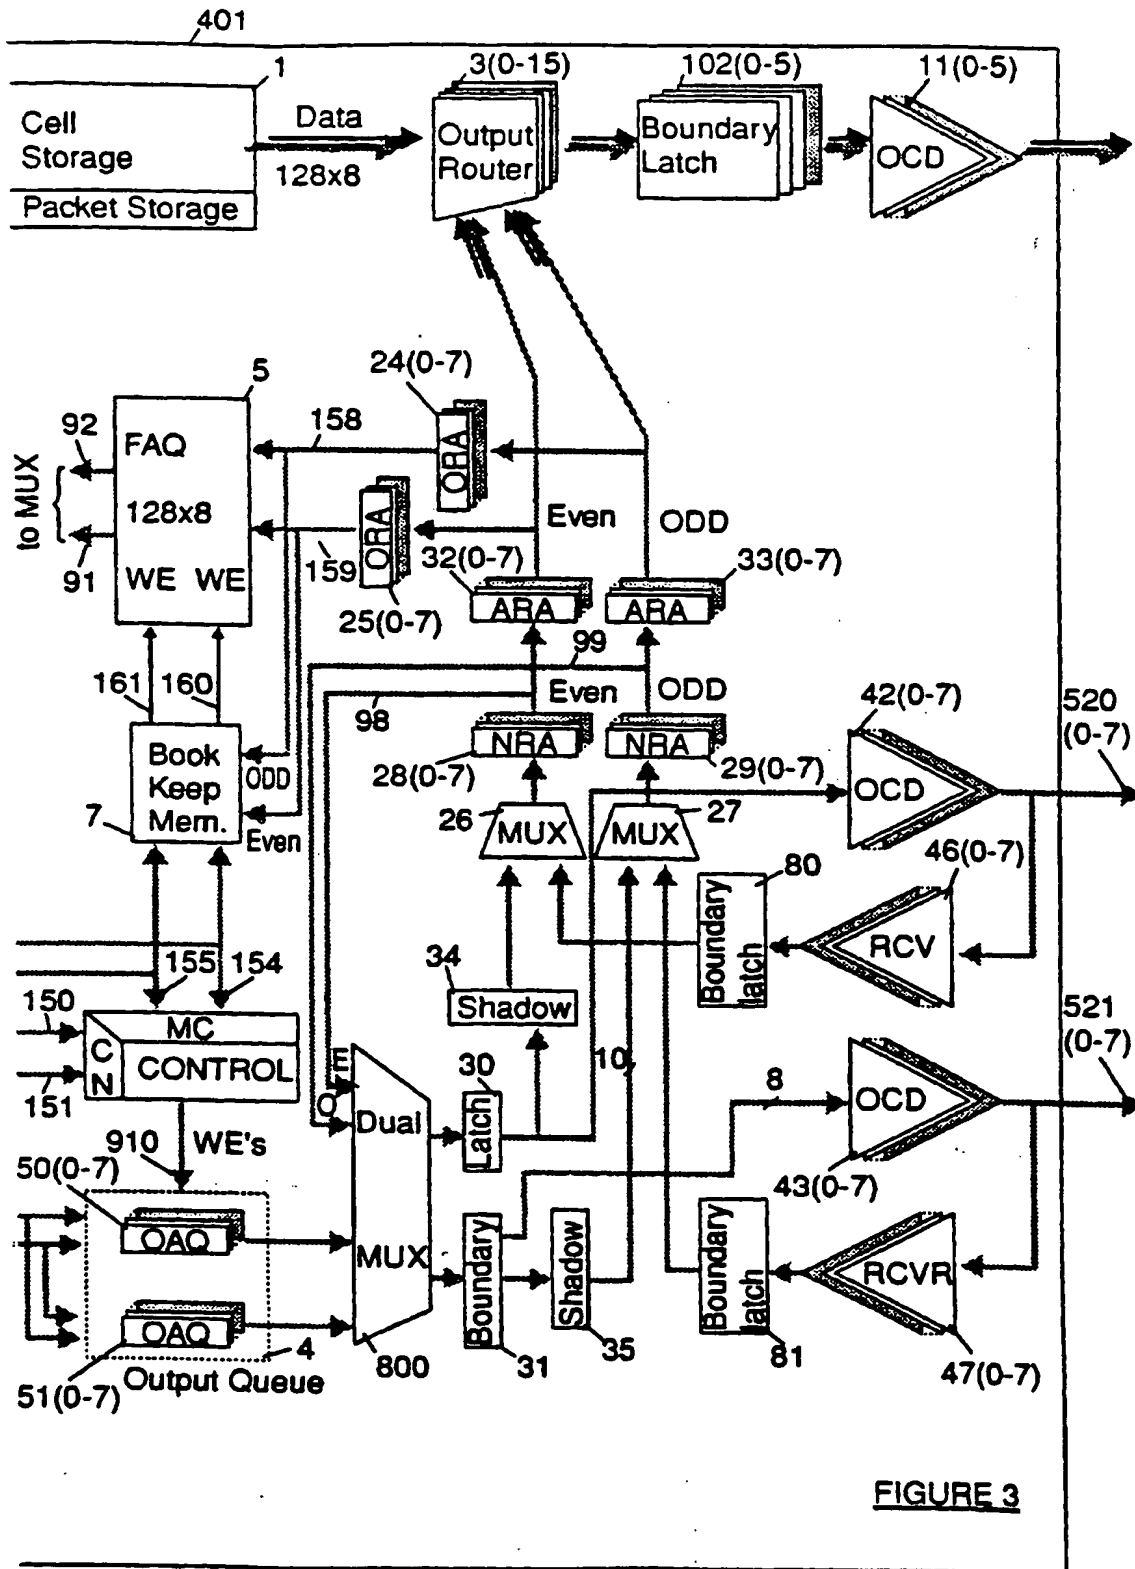 401
1
3(0-15)
102(0-5)
11(0-5)
Cell
Storage
Packet Storage
Data
128x8
Output
Router
Boundary
Latch
OCD
5
24(0-7)
92
158
FAQ
ORA
to MUX
128x8
Even
ODD
91
159
ORA
32(0-7)
33(0-7)
WE WE
25(0-7)
ARA
ARA
99
161
160
Even
ODD
98
42(0-7)
520
(0-7)
Book
Keep
Mem.
ODD
NRA
NRA
28(0-7)
29(0-7)
OCD
7
Even
26
27
MUX
MUX
46(0-7)
80
Boundary
latch
RCV
155
154
34
Shadow
150
MC
C
N
CONTROL
151
521
(0-7)
E
O
10
30
8
OCD
Dual
Latch
910
WE's
50(0-7)
43(0-7)
OAQ
MUX
Boundary
Shadow
Boundary
latch
RCVR
OAQ
4
800
31
35
81
47(0-7)
51(0-7)
Output Queue
FIGURE 3